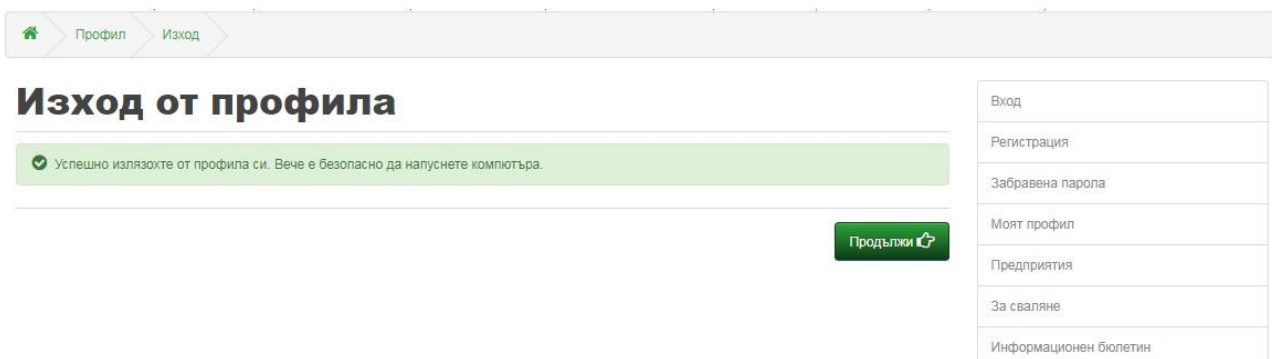 Профил
Изход
Изход от профила
Успешно излязохте от профила си. Вече е безопасно да напуснете компютъра.
Продължи
Вход
Регистрация
Забравена парола
Моят профил
Предприятия
За сваляне
Информационен бюлетин